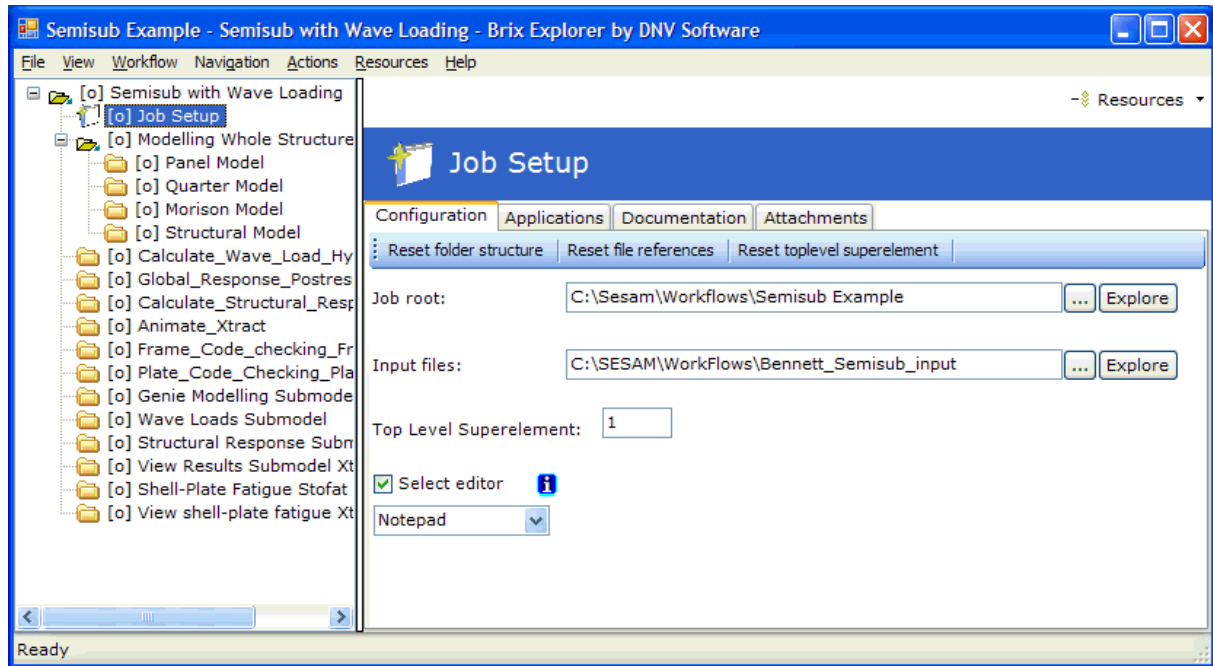 Semisub Example - Semisub with Wave Loading - Brix Explorer by DNV Software
File View Workflow Navigation Actions Resources Help
[o] Semisub with Wave Loading
[o] Job Setup
[o] Modelling Whole Structure
[o] Panel Model
[o] Quarter Model
[o] Morison Model
[o] Structural Model
[o] Calculate_Wave_Load_Hy
[o] Global_Response_Postres
[o] Calculate_Structural_Resp
[o] Animate_Xtract
[o] Frame_Code_checking_Fr
[o] Plate_Code_Checking_Pla
[o] Genie Modelling Submode
[o] Wave Loads Submodel
[o] Structural Response Subm
[o] View Results Submodel Xt
[o] Shell-Plate Fatigue Stofat
[o] View shell-plate fatigue Xt
Resources
Job Setup
Configuration Applications Documentation Attachments
Reset folder structure Reset file references Reset toplevel superelement
Job root: C:\Sesam\Workflows\Semisub Example ... Explore
Input files: C:\SESAM\WorkFlows\Bennett_Semisub_input ... Explore
Top Level Superelement: 1
Select editor
Notepad
Ready